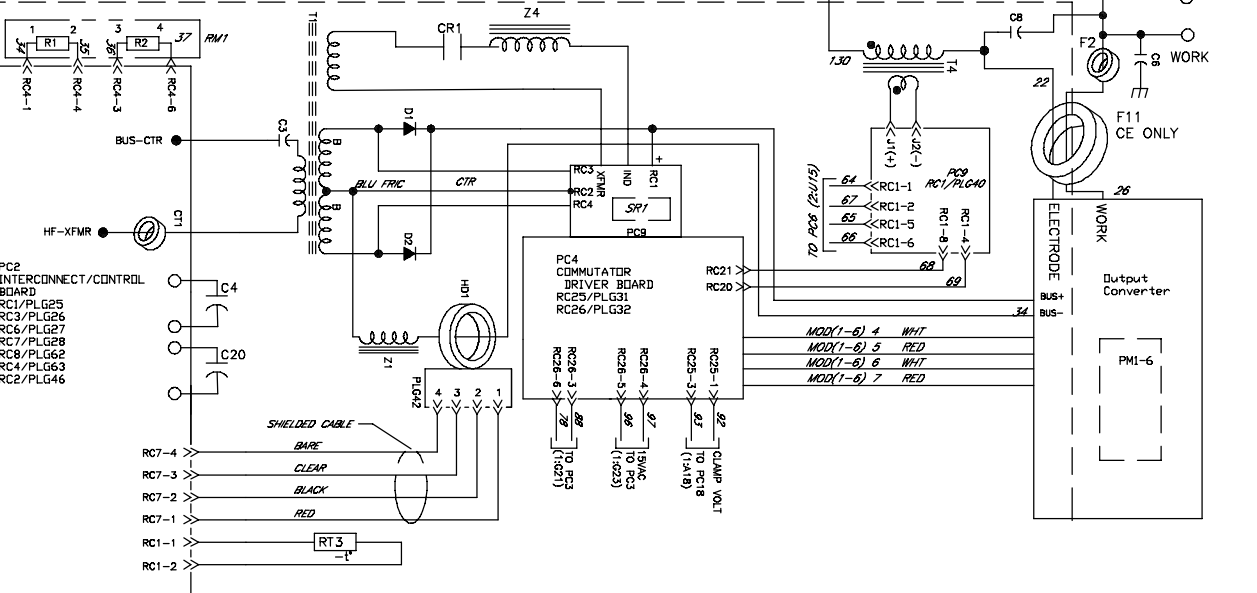 1
2
3
4
R1
R2
34
35
36
37
RM1
RC4-1
RC4-4
RC4-3
RC4-6
T1
CR1
Z4
130
T4
C8
F2
WORK
C6
22
F11
CE ONLY
BUS-CTR
C3
B
B
D1
D2
BLU FRIC
CTR
RC3
RC2
RC4
XFMR
IND
RC1
+
SR1
PC9
J1(+)
J2(-)
PC9
RC1/PLG40
TO PC6 (2:U15)
64
RC1-1
67
RC1-2
65
RC1-5
66
RC1-6
RC1-8
RC1-4
68
69
26
ELECTRODE
WORK
HF-XFMR
CT1
PC2
INTERCONNECT/CONTROL
BOARD
RC1/PLG25
RC3/PLG26
RC6/PLG27
RC7/PLG28
RC8/PLG62
RC4/PLG63
RC2/PLG46
C4
C20
HD1
Z1
PLG42
4
3
2
1
PC4
COMMUTATOR
DRIVER BOARD
RC25/PLG31
RC26/PLG32
RC21
RC20
RC26-6
RC26-3
RC26-5
RC26-4
RC25-3
RC25-1
78
88
96
97
93
92
TO PC3
(1:G21)
15VAC
TO PC3
(1:G23)
CLAMP VOLT
TO PC18
(1:A18)
BUS+
34
BUS-
MOD(1-6) 4 WHT
MOD(1-6) 5 RED
MOD(1-6) 6 WHT
MOD(1-6) 7 RED
Output
Converter
PM1-6
SHIELDED CABLE
RC7-4
BARE
RC7-3
CLEAR
RC7-2
BLACK
RC7-1
RED
RC1-1
RT3
-t°
RC1-2